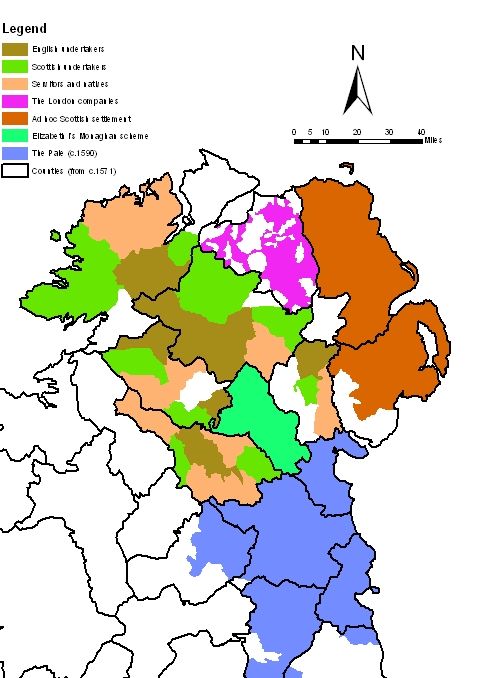 Legend
English undertakers
Scottish undertakers
Servitors and natives
The London companies
Ad hoc Scottish settlement
Elizabeth I's Monaghan scheme
The Pale (c.1590)
Counties (from c.1571)
N
0 5 10 20 30 40
Miles